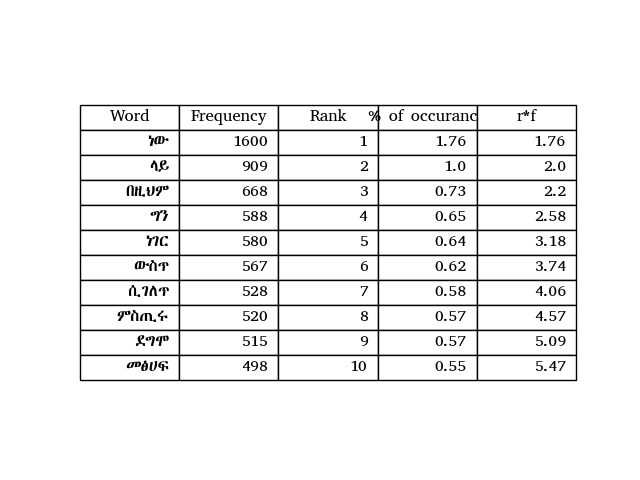 Word Frequency Rank % of occuranc r*f
ነው 1600 1 1.76 1.76
ላይ 909 2 1.0 2.0
በዚህም 668 3 0.73 2.2
ግን 588 4 0.65 2.58
ነገር 580 5 0.64 3.18
ውስጥ 567 6 0.62 3.74
ሲገለጥ 528 7 0.58 4.06
ምስጢሩ 520 8 0.57 4.57
ደግሞ 515 9 0.57 5.09
መፅሀፍ 498 10 0.55 5.47